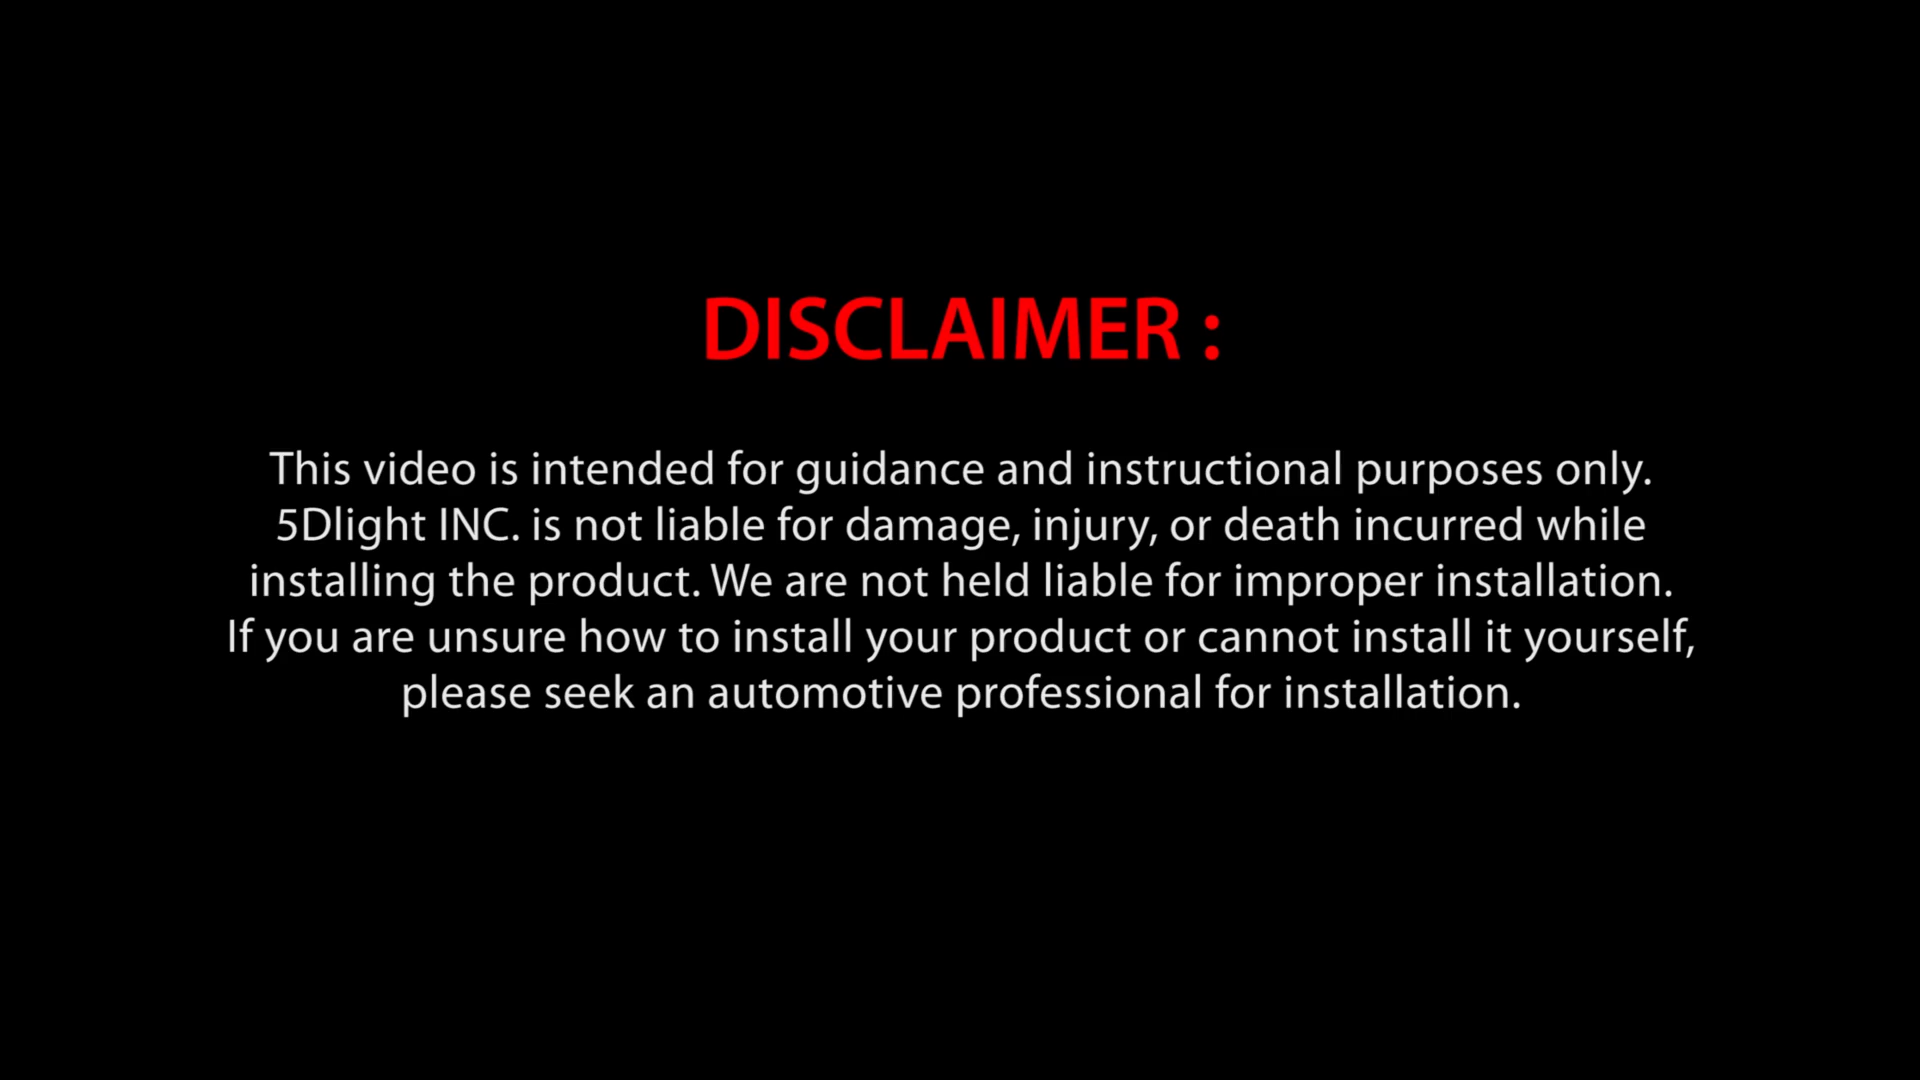 DISCLAIMER :
This video is intended for guidance and instructional purposes only.
5Dlight INC. is not liable for damage, injury, or death incurred while
installing the product. We are not held liable for improper installation.
If you are unsure how to install your product or cannot install it yourself,
please seek an automotive professional for installation.